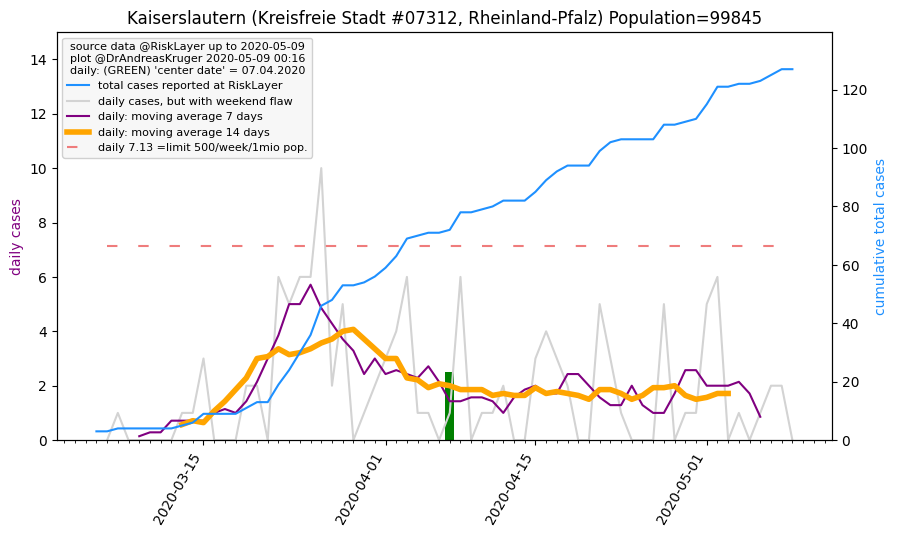 Kaiserslautern (Kreisfreie Stadt #07312, Rheinland-Pfalz) Population=99845
source data @RiskLayer up to 2020-05-09
plot @DrAndreasKruger 2020-05-09 00:16
daily: (GREEN) 'center date' = 07.04.2020
total cases reported at RiskLayer
daily cases, but with weekend flaw
daily: moving average 7 days
daily: moving average 14 days
daily 7.13 =limit 500/week/1mio pop.
daily cases
14
12
10
8
6
4
2
0
cumulative total cases
120
100
80
60
40
20
0
2020-03-15
2020-04-01
2020-04-15
2020-05-01